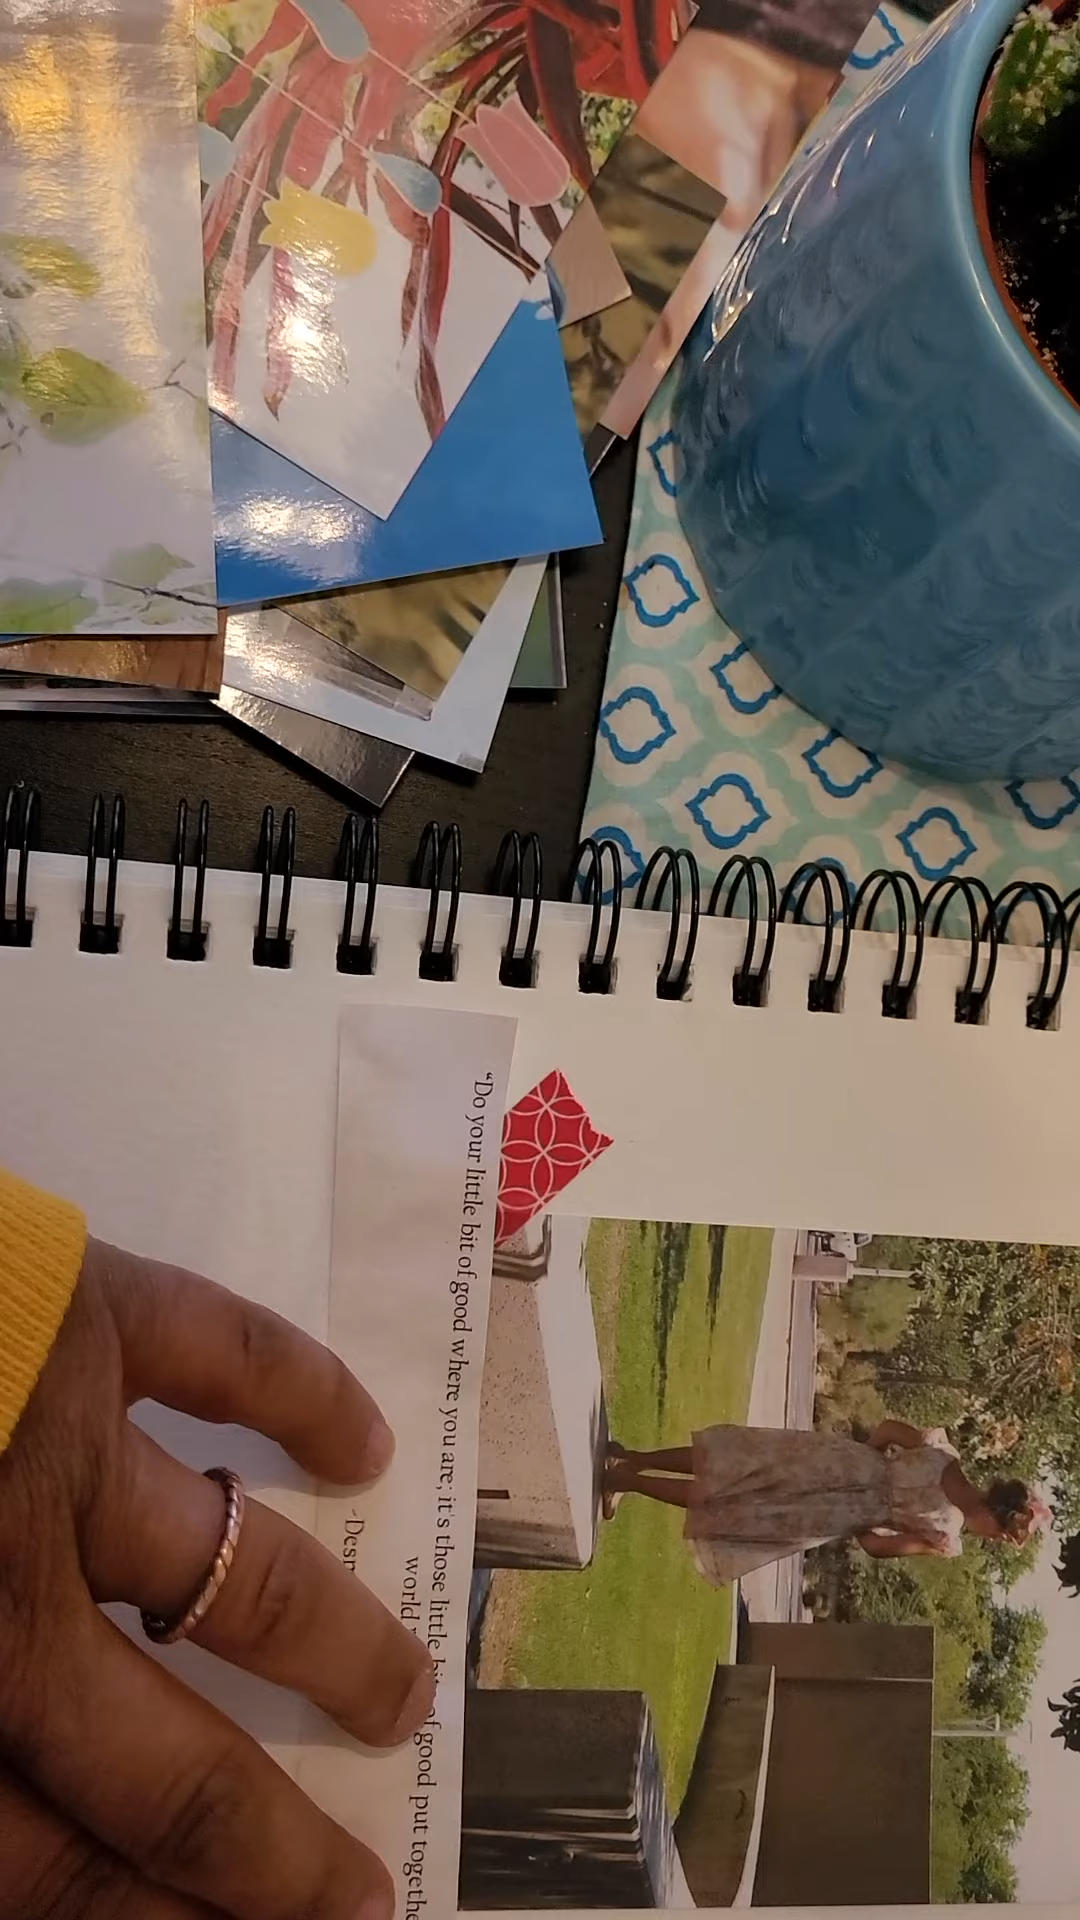 “Do your little bit of good where you are; it's those little bits of good put togethe
world
-Desm